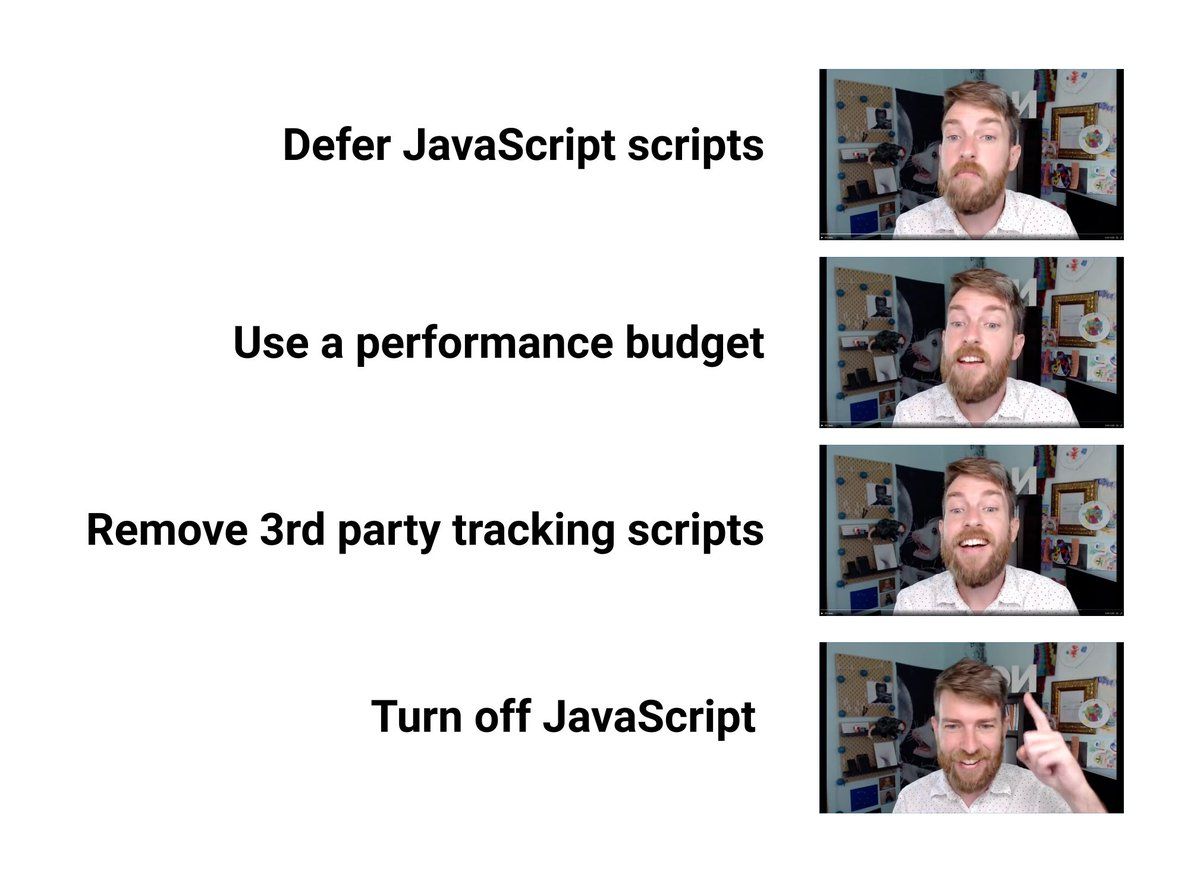 Defer JavaScript scripts
Use a performance budget
Remove 3rd party tracking scripts
Turn off JavaScript